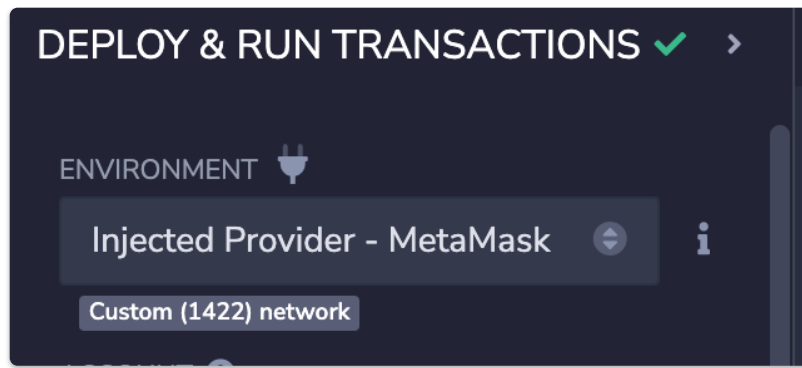 DEPLOY & RUN TRANSACTIONS
ENVIRONMENT
Injected Provider - MetaMask
Custom (1422) network